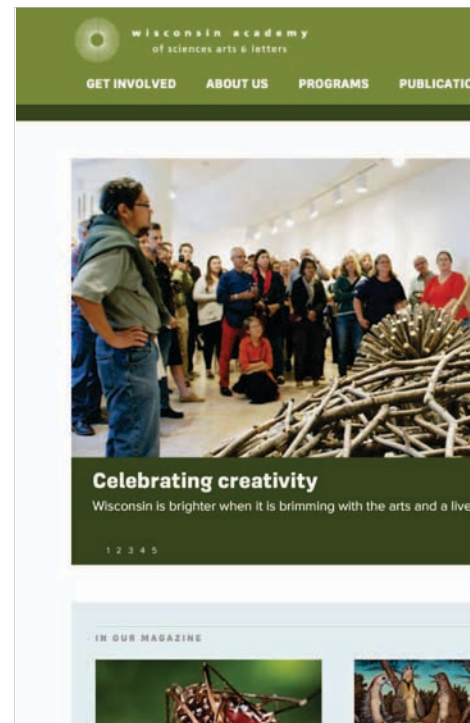 wisconsin academy
of sciences arts & letters
GET INVOLVED ABOUT US PROGRAMS PUBLICATIO
Celebrating creativity
Wisconsin is brighter when it is brimming with the arts and a live
1 2 3 4 5
IN OUR MAGAZINE